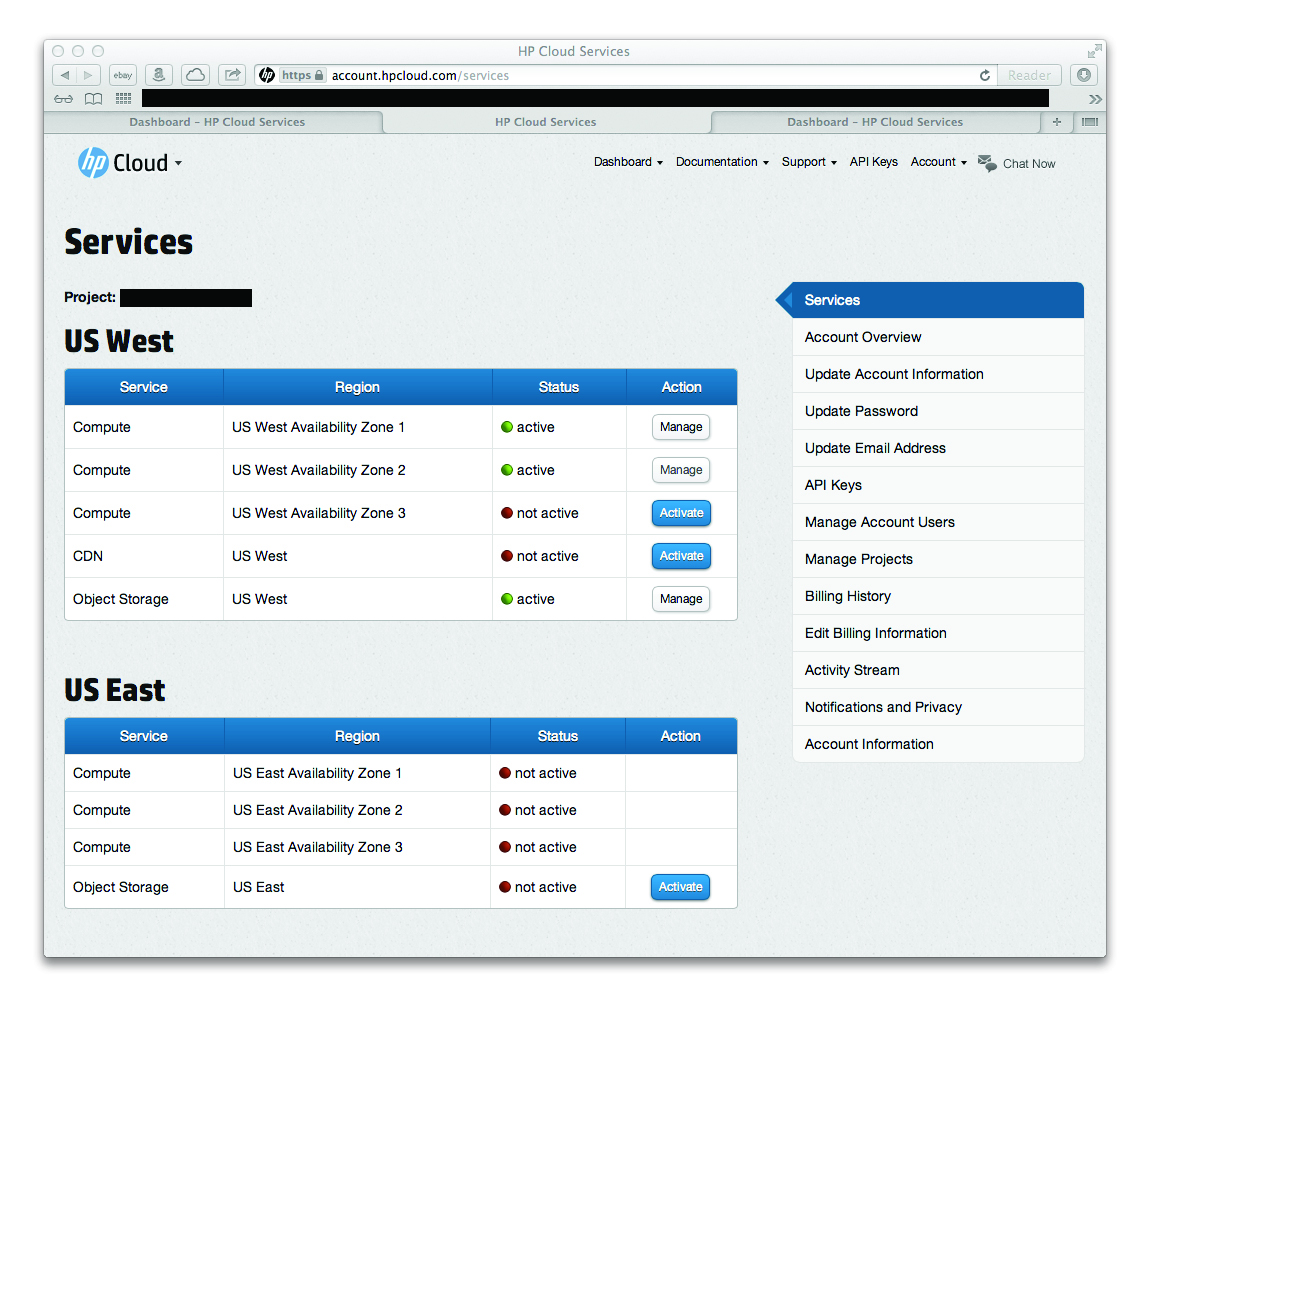 HP Cloud Services
ebay
https account.hpcloud.com/services
Reader
Dashboard – HP Cloud Services
HP Cloud Services
Dashboard – HP Cloud Services
hp Cloud
Dashboard
Documentation
Support
API Keys
Account
Chat Now
Services
Project:
US West
Service Region Status Action
Compute US West Availability Zone 1 active Manage
Compute US West Availability Zone 2 active Manage
Compute US West Availability Zone 3 not active Activate
CDN US West not active Activate
Object Storage US West active Manage
US East
Service Region Status Action
Compute US East Availability Zone 1 not active
Compute US East Availability Zone 2 not active
Compute US East Availability Zone 3 not active
Object Storage US East not active Activate
Services
Account Overview
Update Account Information
Update Password
Update Email Address
API Keys
Manage Account Users
Manage Projects
Billing History
Edit Billing Information
Activity Stream
Notifications and Privacy
Account Information